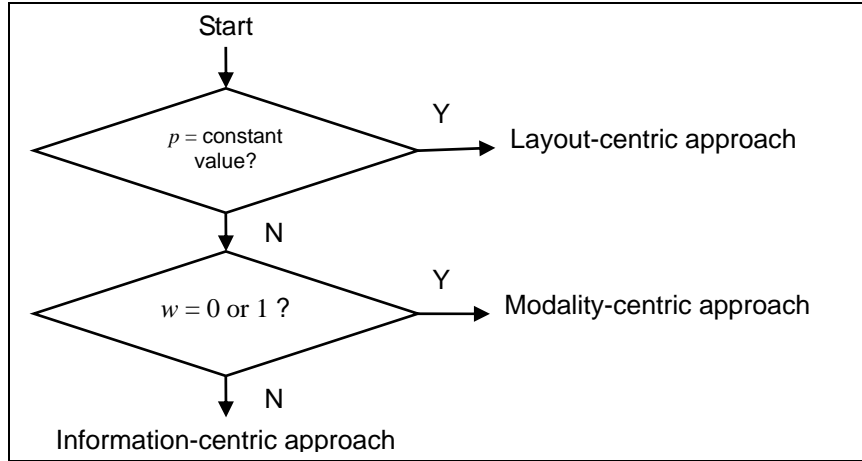 Start
p = constant
value?
Y
Layout-centric approach
N
w = 0 or 1 ?
Y
Modality-centric approach
N
Information-centric approach